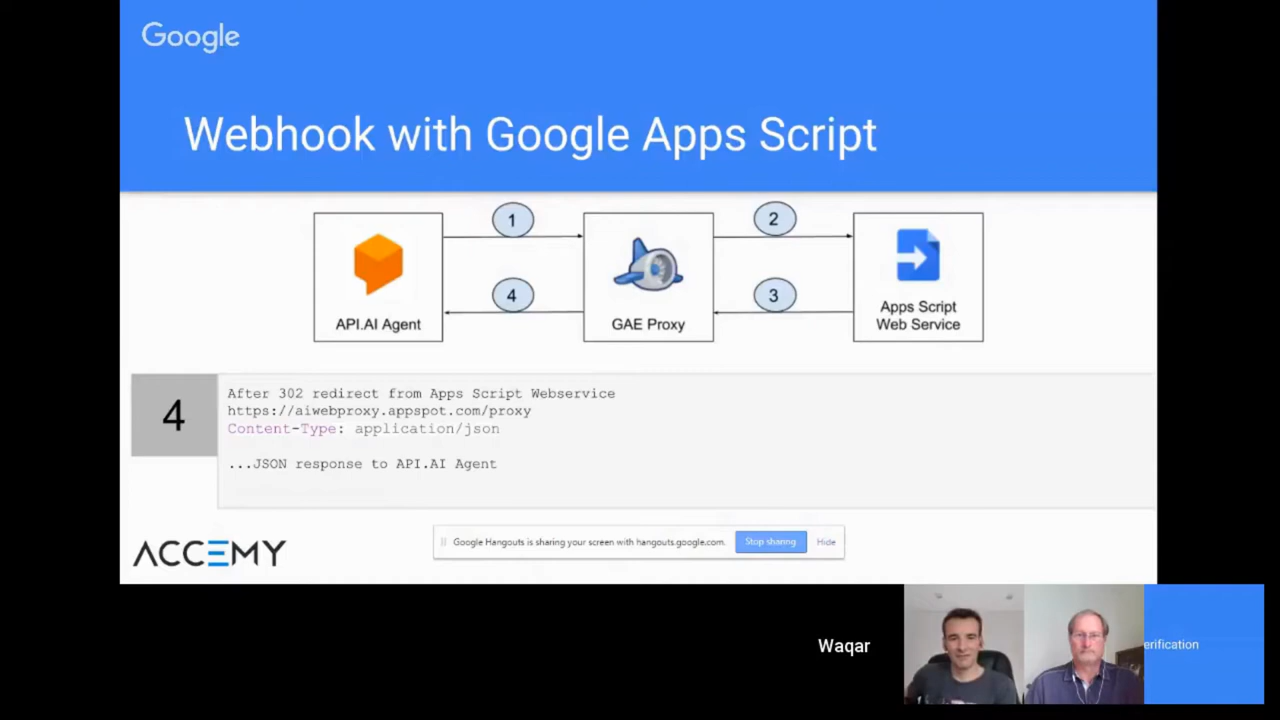 Google
Webhook with Google Apps Script
1
2
4
3
API.AI Agent
GAE Proxy
Apps Script
Web Service
4
After 302 redirect from Apps Script Webservice
https://aiwebproxy.appspot.com/proxy
Content-Type: application/json
...JSON response to API.AI Agent
ACCEMY
Google Hangouts is sharing your screen with hangouts.google.com.
Stop sharing
Hide
Waqar
erification